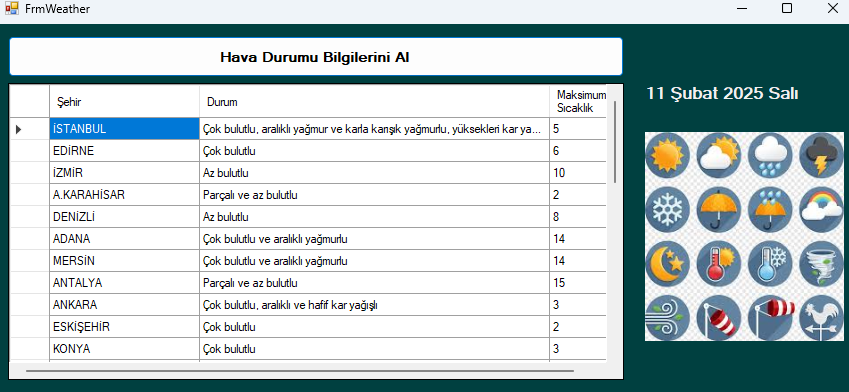 FrmWeather
Hava Durumu Bilgilerini Al
11 Şubat 2025 Salı
Şehir Durum Maksimum Sıcaklık
İSTANBUL Çok bulutlu, aralıklı yağmur ve karla karışık yağmurlu, yüksekleri kar ya... 5
EDİRNE Çok bulutlu 6
İZMİR Az bulutlu 10
A.KARAHİSAR Parçalı ve az bulutlu 2
DENİZLİ Az bulutlu 8
ADANA Çok bulutlu ve aralıklı yağmurlu 14
MERSİN Çok bulutlu ve aralıklı yağmurlu 14
ANTALYA Parçalı ve az bulutlu 15
ANKARA Çok bulutlu, aralıklı ve hafif kar yağışlı 3
ESKİŞEHİR Çok bulutlu 2
KONYA Çok bulutlu 3